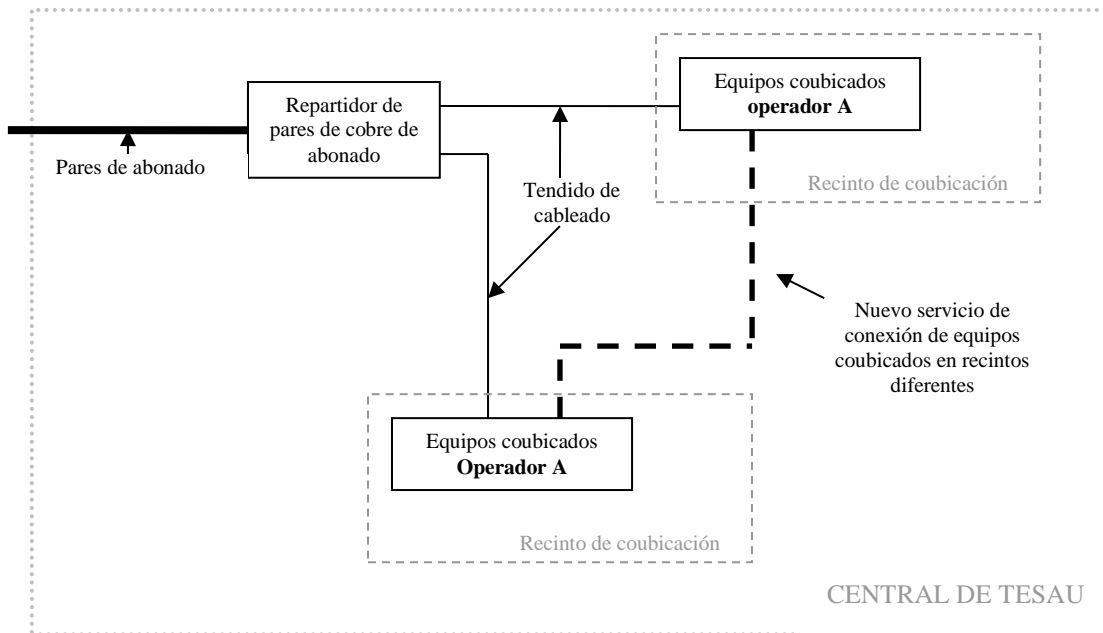 Equipos coubicados
operador A
Repartidor de
pares de cobre de
abonado
Pares de abonado
Recinto de coubicación
Tendido de
cableado
Nuevo servicio de
conexión de equipos
coubicados en recintos
diferentes
Equipos coubicados
Operador A
Recinto de coubicación
CENTRAL DE TESAU